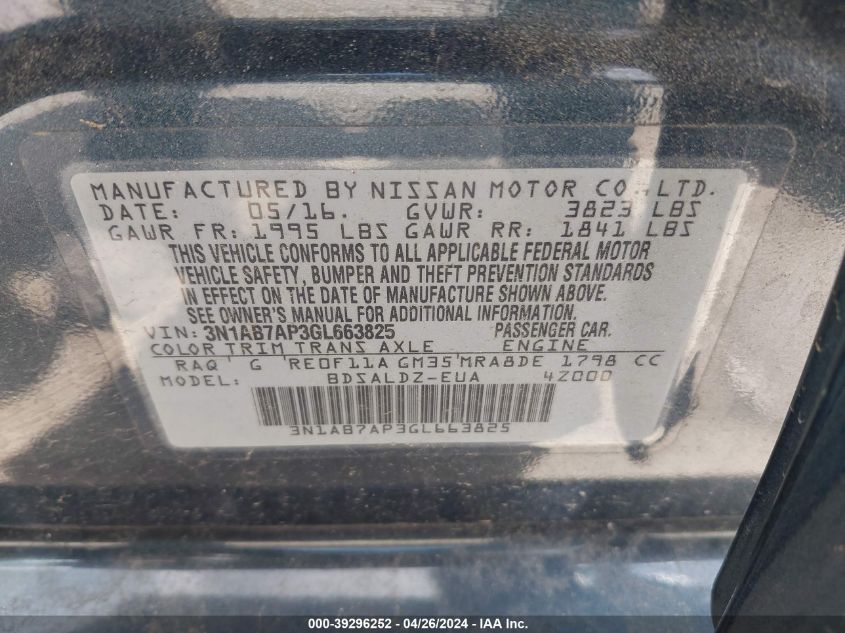 MANUFACTURED BY NISSAN MOTOR CO.,LTD.
DATE: 05/16. GVWR: 3823 LBS
GAWR FR: 1995 LBS GAWR RR: 1841 LBS
THIS VEHICLE CONFORMS TO ALL APPLICABLE FEDERAL MOTOR
VEHICLE SAFETY, BUMPER AND THEFT PREVENTION STANDARDS
IN EFFECT ON THE DATE OF MANUFACTURE SHOWN ABOVE.
SEE OWNER'S MANUAL FOR ADDITIONAL INFORMATION.
VIN: 3N1AB7AP3GL663825 PASSENGER CAR.
COLOR TRIM TRANS AXLE ENGINE
RAQ G RE0F11A GM35 MRA8DE 1798 CC
MODEL: BDSALDZ-EUA 4Z000
3N1AB7AP3GL663825
000-39296252 / 04/26/2024 - IAA Inc.